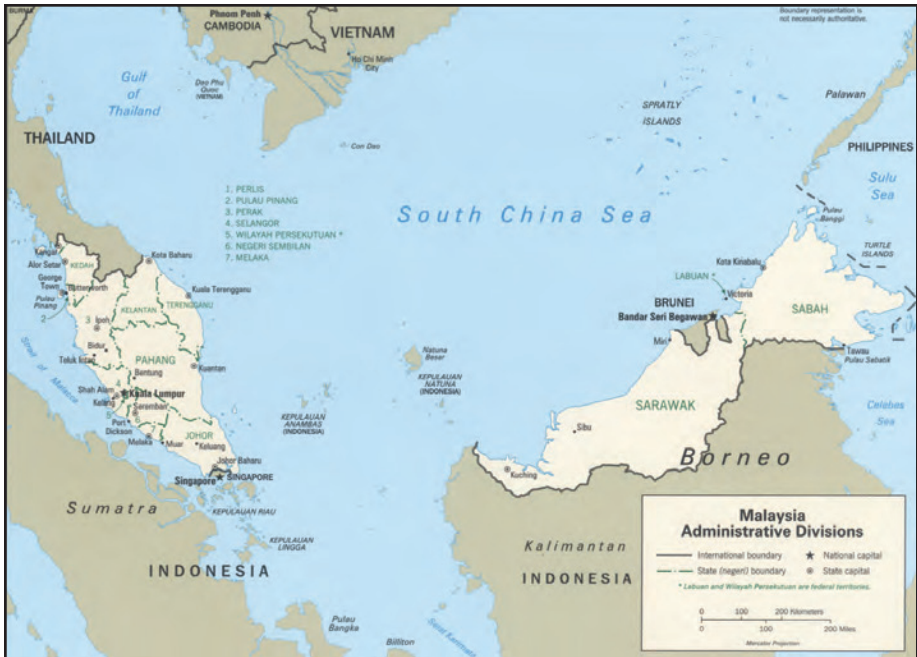 BURMA
Phnom Penh
CAMBODIA
VIETNAM
Ho Chi Minh
City
Boundary representation is
not necessarily authoritative.
Gulf
of
Thailand
Dao Phu
Quoc
(VIETNAM)
Con Dao
SPRATLY
ISLANDS
Palawan
THAILAND
PHILIPPINES
Sulu
Sea
1. PERLIS
2. PULAU PINANG
3. PERAK
4. SELANGOR
5. WILAYAH PERSEKUTUAN *
6. NEGERI SEMBILAN
7. MELAKA
South China Sea
Pulau
Banggi
TURTLE
ISLANDS
Kangar
Alor Setar
KEDAH
Kota Baharu
George
Town
Butterworth
Pulau
Pinang
2
Kuala Terengganu
KELANTAN
TERENGGANU
3
Ipoh
Bidur
PAHANG
Teluk Intan
Kuantan
Bentung
Strait of Malacca
Shah Alam
4
Kuala Lumpur
Kelang
Seremban
Port
Dickson
Melaka
Muar
JOHOR
Keluang
Johor Baharu
Singapore
SINGAPORE
Kota Kinabalu
LABUAN
Victoria
BRUNEI
Bandar Seri Begawan
SABAH
Miri
Tawau
Pulau Sebatik
Natuna
Besar
KEPULAUAN
NATUNA
(INDONESIA)
KEPULAUAN
ANAMBAS
(INDONESIA)
SARAWAK
Sibu
Kuching
Celebes
Sea
Borneo
Sumatra
KEPULAUAN RIAU
KEPULAUAN
LINGGA
INDONESIA
Kalimantan
INDONESIA
Pulau
Bangka
Billiton
Malaysia
Administrative Divisions
International boundary
National capital
State (negeri) boundary
State capital
* Labuan and Wilayah Persekutuan are federal territories.
0 100 200 Kilometers
0 100 200 Miles
Mercator Projection